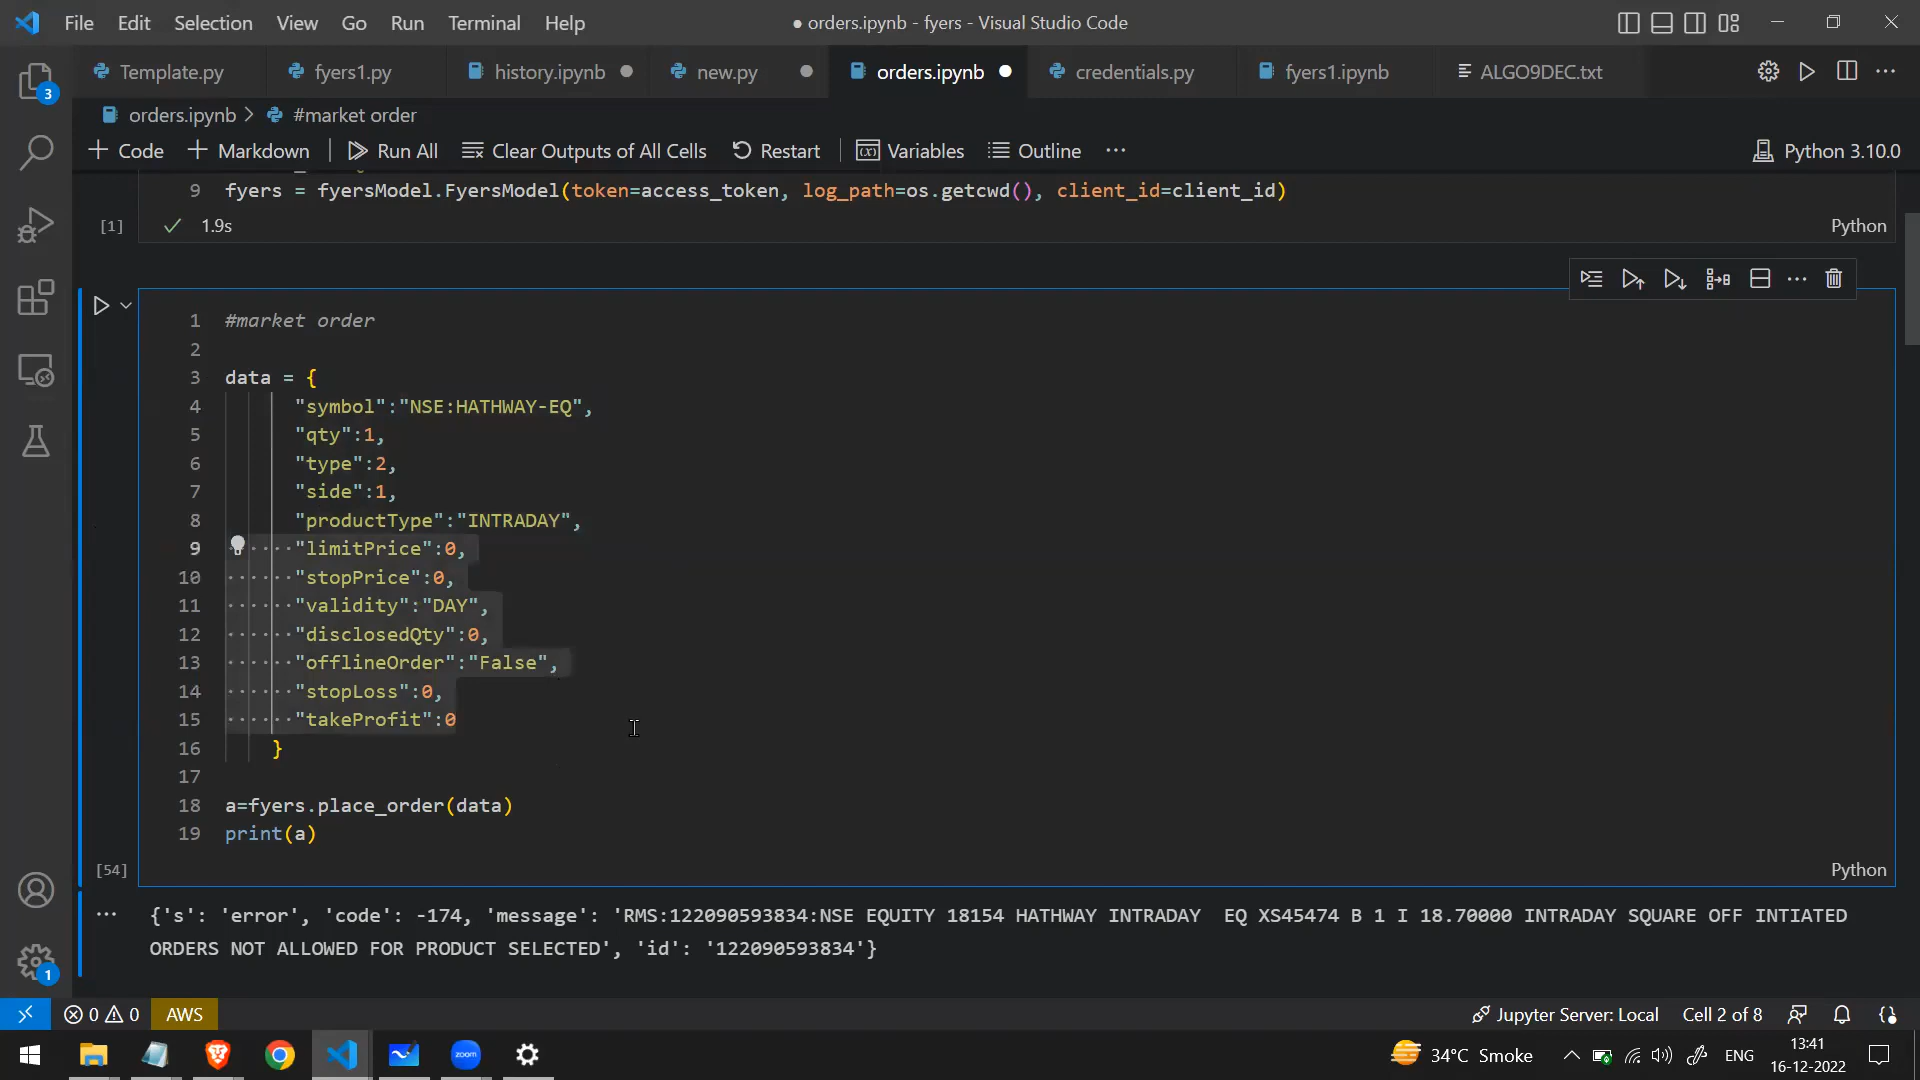 File Edit Selection View Go Run Terminal Help
● orders.ipynb - fyers - Visual Studio Code
Template.py fyers1.py history.ipynb new.py orders.ipynb credentials.py fyers1.ipynb ALGO9DEC.txt
3
orders.ipynb > #market order
+ Code + Markdown Run All Clear Outputs of All Cells Restart Variables Outline ... Python 3.10.0
9 fyers = fyersModel.FyersModel(token=access_token, log_path=os.getcwd(), client_id=client_id)
[1] ✓ 1.9s Python
1 #market order
2
3 data = {
4 "symbol":"NSE:HATHWAY-EQ",
5 "qty":1,
6 "type":2,
7 "side":1,
8 "productType":"INTRADAY",
9 "limitPrice":0,
10 "stopPrice":0,
11 "validity":"DAY",
12 "disclosedQty":0,
13 "offlineOrder":"False",
14 "stopLoss":0,
15 "takeProfit":0
16 }
17
18 a=fyers.place_order(data)
19 print(a)
[54] Python
{'s': 'error', 'code': -174, 'message': 'RMS:122090593834:NSE EQUITY 18154 HATHWAY INTRADAY  EQ XS45474 B 1 I 18.70000 INTRADAY SQUARE OFF INTIATED
ORDERS NOT ALLOWED FOR PRODUCT SELECTED', 'id': '122090593834'}
1
0 0 AWS Jupyter Server: Local Cell 2 of 8
zoom
34°C Smoke ENG 13:41
16-12-2022